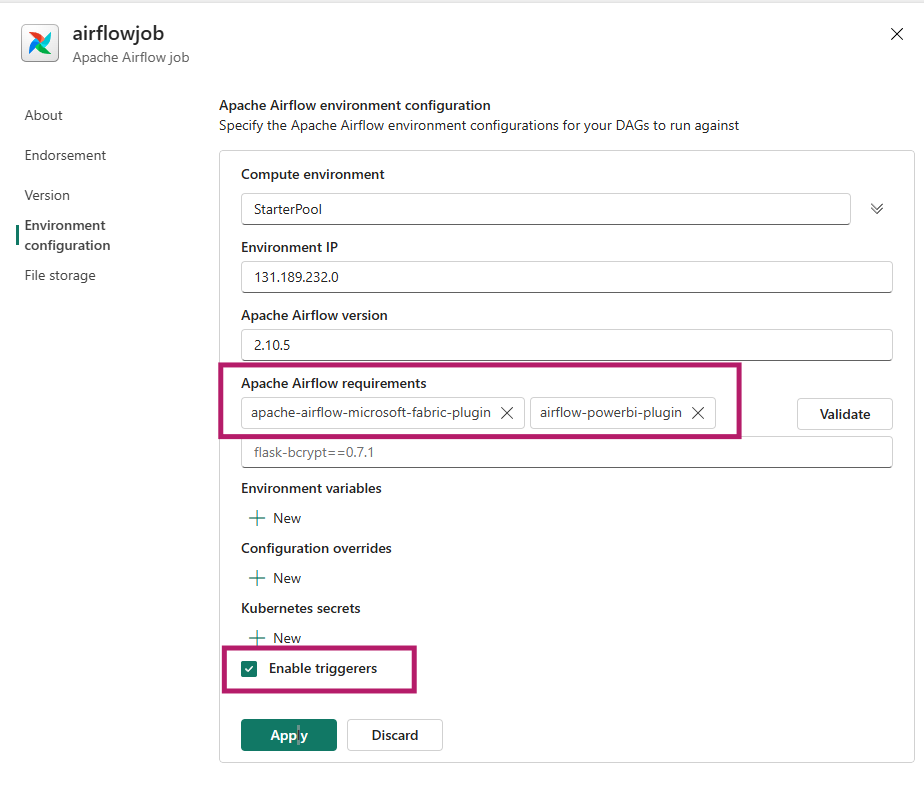 airflowjob
Apache Airflow job
About
Endorsement
Version
Environment
configuration
File storage
Apache Airflow environment configuration
Specify the Apache Airflow environment configurations for your DAGs to run against
Compute environment
StarterPool
Environment IP
131.189.232.0
Apache Airflow version
2.10.5
Apache Airflow requirements
apache-airflow-microsoft-fabric-plugin airflow-powerbi-plugin Validate
flask-bcrypt==0.7.1
Environment variables
New
Configuration overrides
New
Kubernetes secrets
New
Enable triggerers
Apply Discard